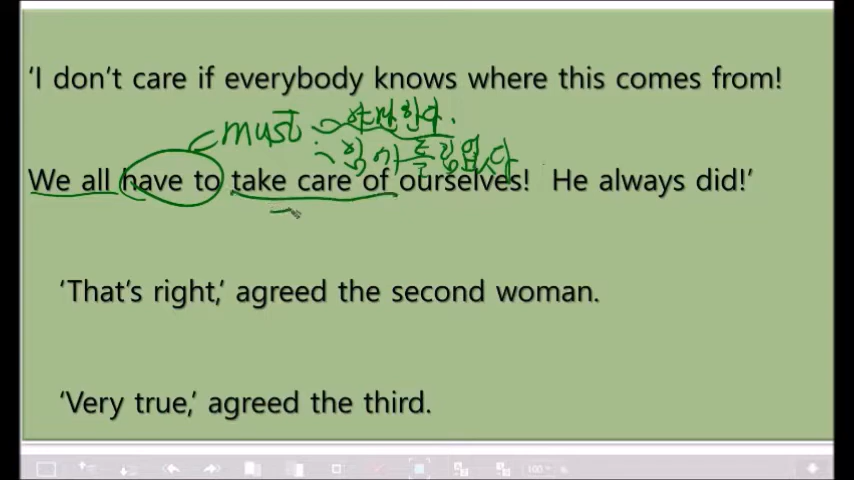 ‘I don’t care if everybody knows where this comes from!
must
We all have to take care of ourselves! He always did!’
‘That’s right,’ agreed the second woman.
‘Very true,’ agreed the third.
100